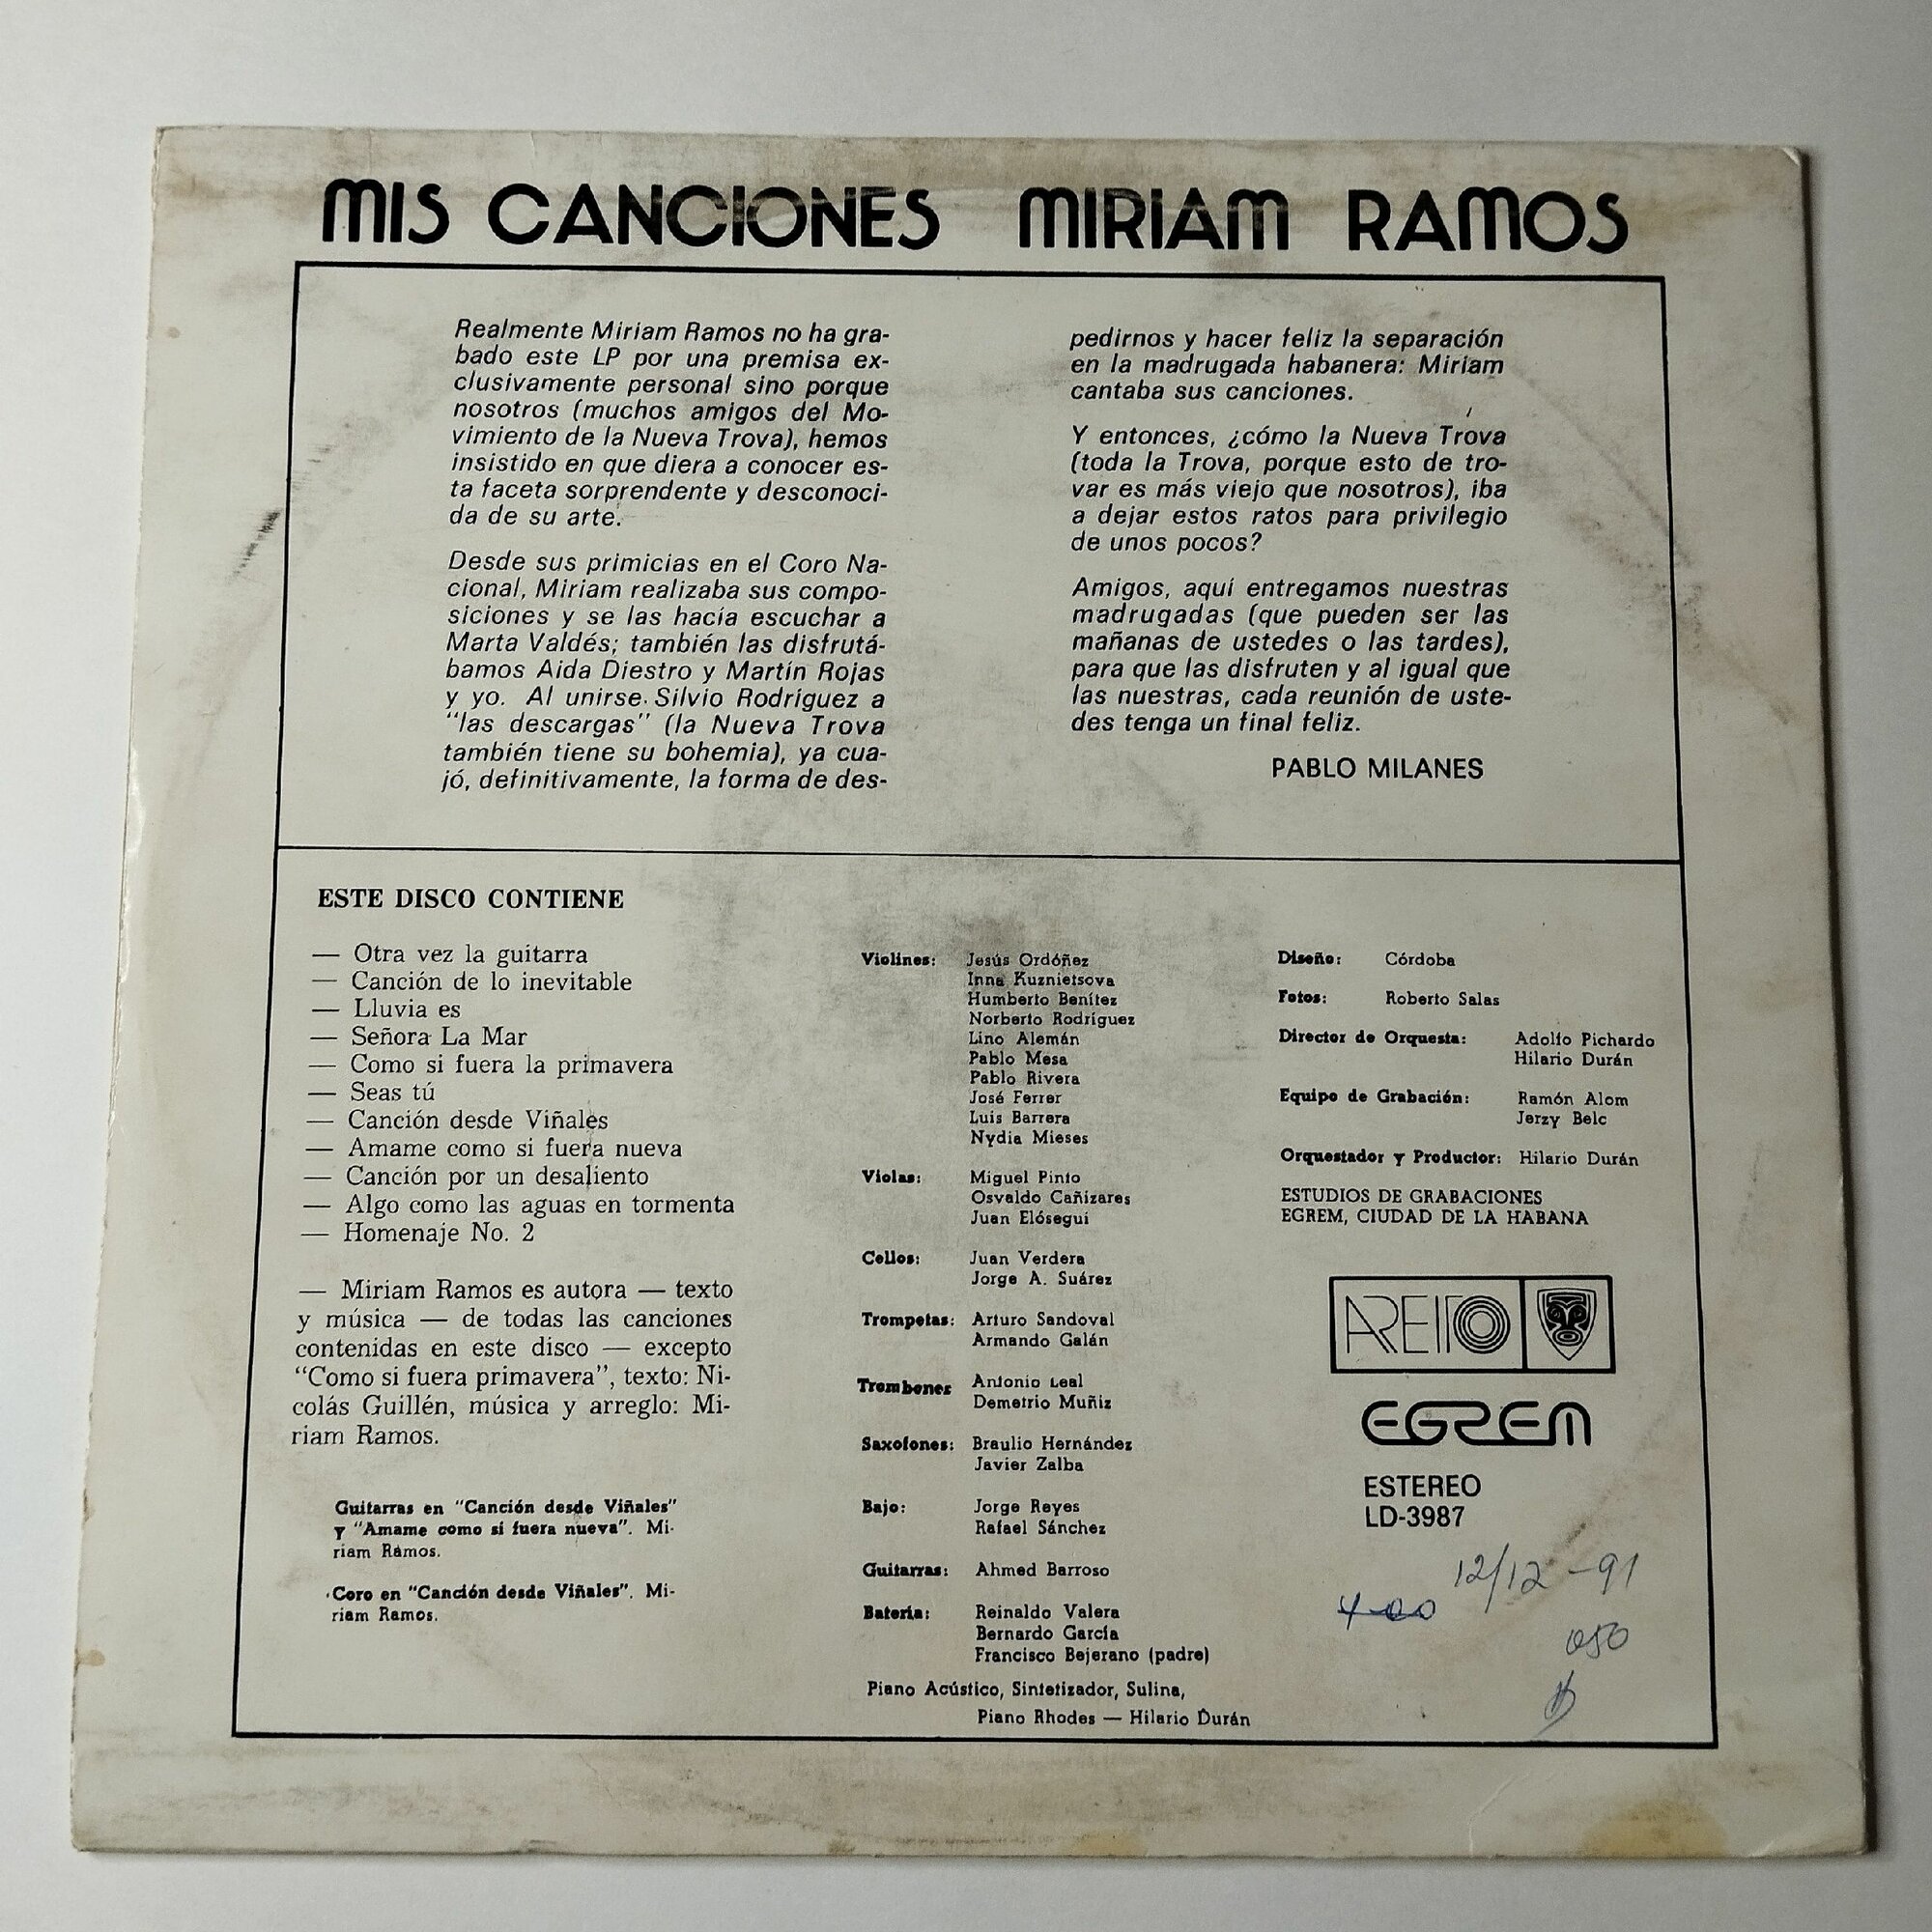 MIS CANCIONES MIRIAM RAMOS
Realmente Miriam Ramos no ha gra-
bado este LP por una premisa ex-
clusivamente personal sino porque
nosotros (muchos amigos del Mo-
vimiento de la Nueva Trova), hemos
insistido en que diera a conocer es-
ta faceta sorprendente y desconoci-
da de su arte.
Desde sus primicias en el Coro Na-
cional, Miriam realizaba sus compo-
siciones y se las hacía escuchar a
Marta Valdés; también las disfrutá-
bamos Aida Diestro y Martín Rojas
y yo. Al unirse Silvio Rodríguez a
"las descargas" (la Nueva Trova
también tiene su bohemia), ya cua-
jó, definitivamente, la forma de des-
pedirnos y hacer feliz la separación
en la madrugada habanera: Miriam
cantaba sus canciones.
Y entonces, ¿cómo la Nueva Trova
(toda la Trova, porque esto de tro-
var es más viejo que nosotros), iba
a dejar estos ratos para privilegio
de unos pocos?
Amigos, aquí entregamos nuestras
madrugadas (que pueden ser las
mañanas de ustedes o las tardes),
para que las disfruten y al igual que
las nuestras, cada reunión de uste-
des tenga un final feliz.
PABLO MILANES
ESTE DISCO CONTIENE
— Otra vez la guitarra
— Canción de lo inevitable
— Lluvia es
— Señora La Mar
— Como si fuera la primavera
— Seas tú
— Canción desde Viñales
— Amame como si fuera nueva
— Canción por un desaliento
— Algo como las aguas en tormenta
— Homenaje No. 2
— Miriam Ramos es autora — texto
y música — de todas las canciones
contenidas en este disco — excepto
"Como si fuera primavera", texto: Ni-
colás Guillén, música y arreglo: Mi-
riam Ramos.
Guitarras en "Canción desde Viñales"
y "Amame como si fuera nueva". Mi-
riam Ramos.
Coro en "Canción desde Viñales". Mi-
riam Ramos.
Violines: Jesús Ordóñez
Inna Kuznietsova
Humberto Benítez
Norberto Rodríguez
Lino Alemán
Pablo Mesa
Pablo Rivera
José Ferrer
Luis Barrera
Nydia Mieses
Violas: Miguel Pinto
Osvaldo Cañizares
Juan Elósegui
Cellos: Juan Verdera
Jorge A. Suárez
Trompetas: Arturo Sandoval
Armando Galán
Trombones Antonio Leal
Demetrio Muñiz
Saxofones: Braulio Hernández
Javier Zalba
Bajo: Jorge Reyes
Rafael Sánchez
Guitarras: Ahmed Barroso
Batería: Reinaldo Valera
Bernardo García
Francisco Bejerano (padre)
Piano Acústico, Sintetizador, Sulina,
Piano Rhodes — Hilario Durán
Diseño: Córdoba
Fotos: Roberto Salas
Director de Orquesta: Adolfo Pichardo
Hilario Durán
Equipo de Grabación: Ramón Alom
Jerzy Belc
Orquestador y Productor: Hilario Durán
ESTUDIOS DE GRABACIONES
EGREM, CIUDAD DE LA HABANA
AREITO
EGREM
ESTEREO
LD-3987
12/12-91
4-00
050